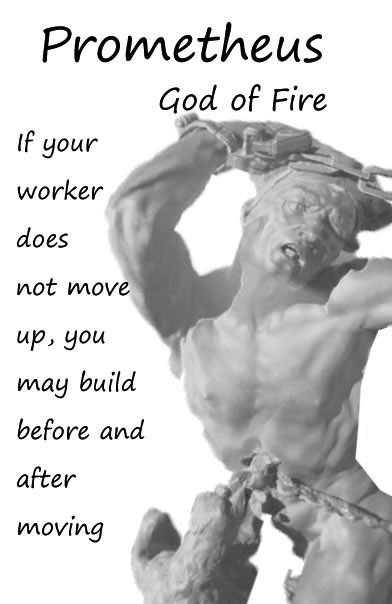 Prometheus
God of Fire
If your
worker
does
not move
up, you
may build
before and
after
moving